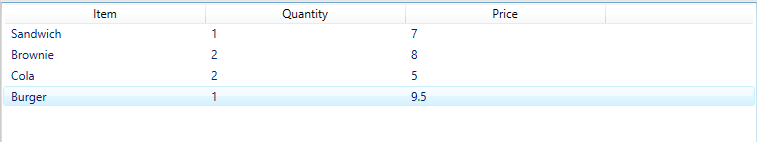 Item Quantity Price
Sandwich 1 7
Brownie 2 8
Cola 2 5
Burger 1 9.5